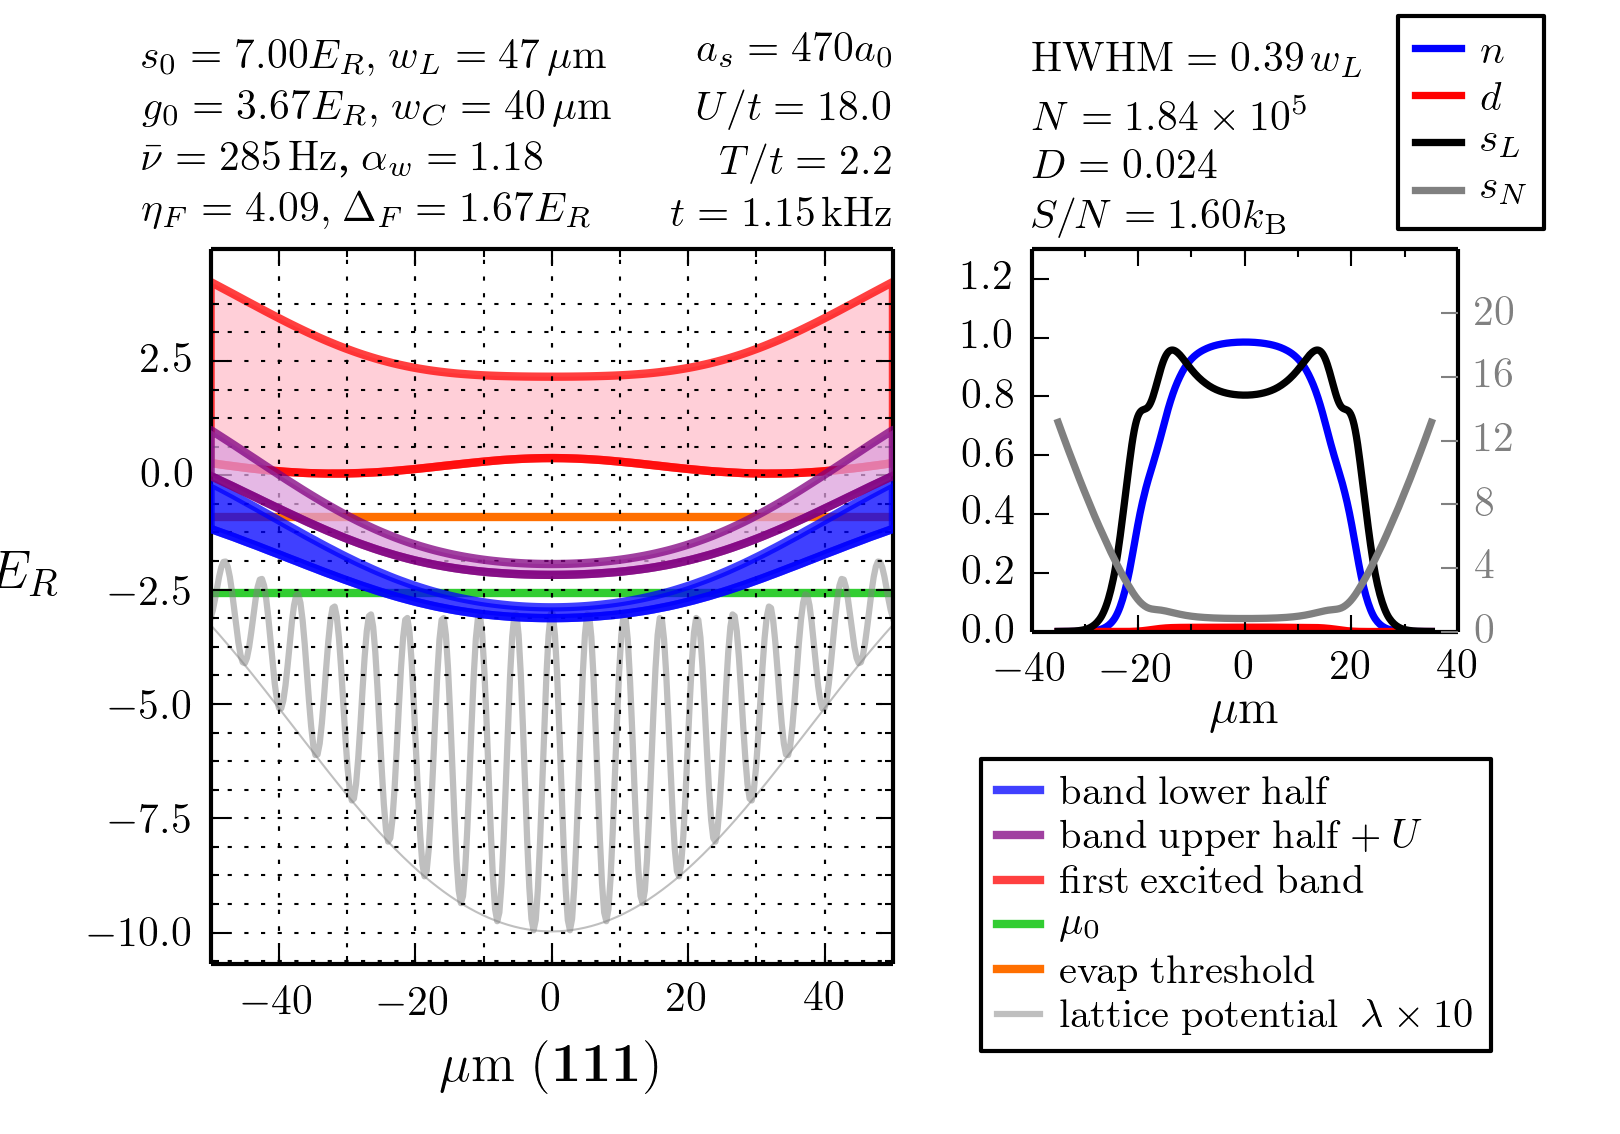 s₀ = 7.00E_R, w_L = 47 μm
g₀ = 3.67E_R, w_C = 40 μm
ν̄ = 285 Hz, α_w = 1.18
η_F = 4.09, Δ_F = 1.67E_R
a_s = 470a₀
U/t = 18.0
T/t = 2.2
t = 1.15 kHz
HWHM = 0.39 w_L
N = 1.84 × 10⁵
D = 0.024
S/N = 1.60k_B
n
d
s_L
s_N
2.5
0.0
−2.5
−5.0
−7.5
−10.0
E_R
−40
−20
0
20
40
μm (111)
1.2
1.0
0.8
0.6
0.4
0.2
0.0
20
16
12
8
4
0
−40
−20
0
20
40
μm
band lower half
band upper half + U
first excited band
μ₀
evap threshold
lattice potential λ × 10